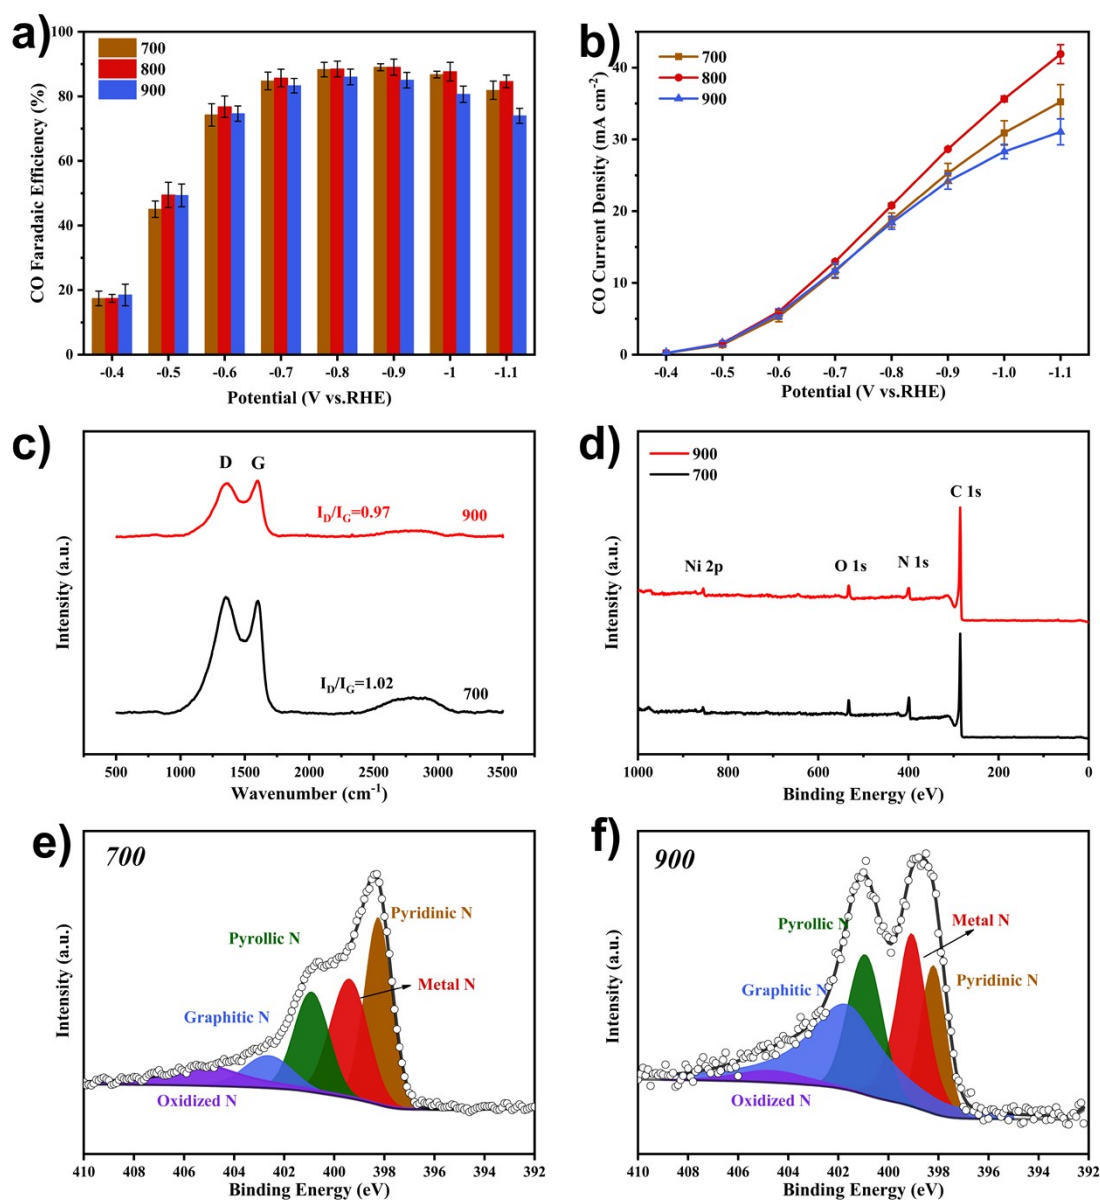 a)
100
80
60
40
20
0
CO Faradaic Efficiency (%)
700
800
900
-0.4 -0.5 -0.6 -0.7 -0.8 -0.9 -1 -1.1
Potential (V vs.RHE)
b)
40
30
20
10
0
CO Current Density (mA cm⁻²)
700
800
900
-0.4 -0.5 -0.6 -0.7 -0.8 -0.9 -1.0 -1.1
Potential (V vs.RHE)
c)
Intensity (a.u.)
D G
I_D/I_G=0.97 900
I_D/I_G=1.02 700
500 1000 1500 2000 2500 3000 3500
Wavenumber (cm⁻¹)
d)
Intensity (a.u.)
900
700
C 1s
Ni 2p O 1s N 1s
1000 800 600 400 200 0
Binding Energy (eV)
e)
700
Intensity (a.u.)
Pyridinic N
Pyrollic N
Metal N
Graphitic N
Oxidized N
410 408 406 404 402 400 398 396 394 392
Binding Energy (eV)
f)
900
Intensity (a.u.)
Pyrollic N
Metal N
Graphitic N
Pyridinic N
Oxidized N
410 408 406 404 402 400 398 396 394 392
Binding Energy (eV)